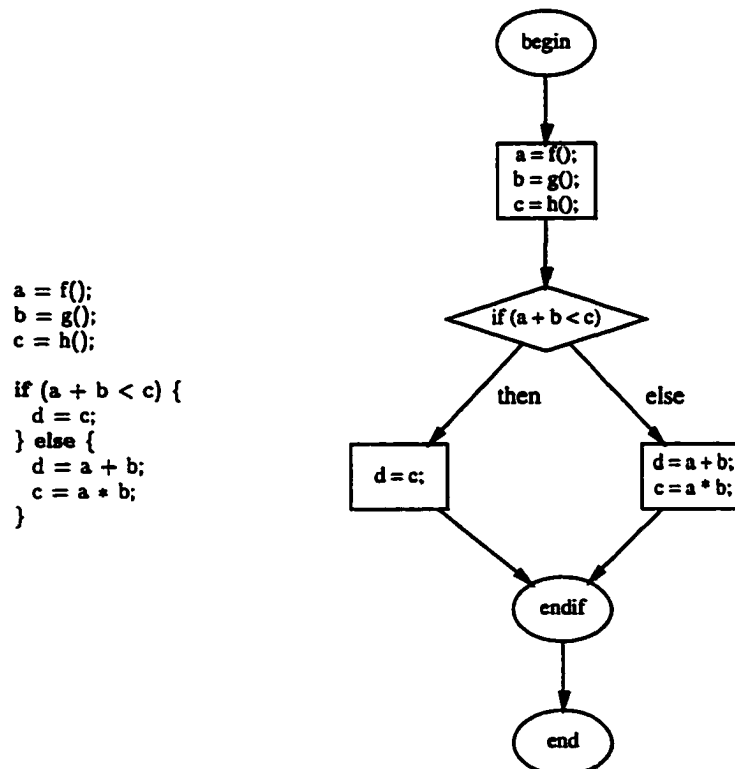 a = f();
b = g();
c = h();
if (a + b < c) {
d = c;
} else {
d = a + b;
c = a * b;
}
begin
a = f();
b = g();
c = h();
if (a + b < c)
then
else
d = c;
d = a + b;
c = a * b;
endif
end